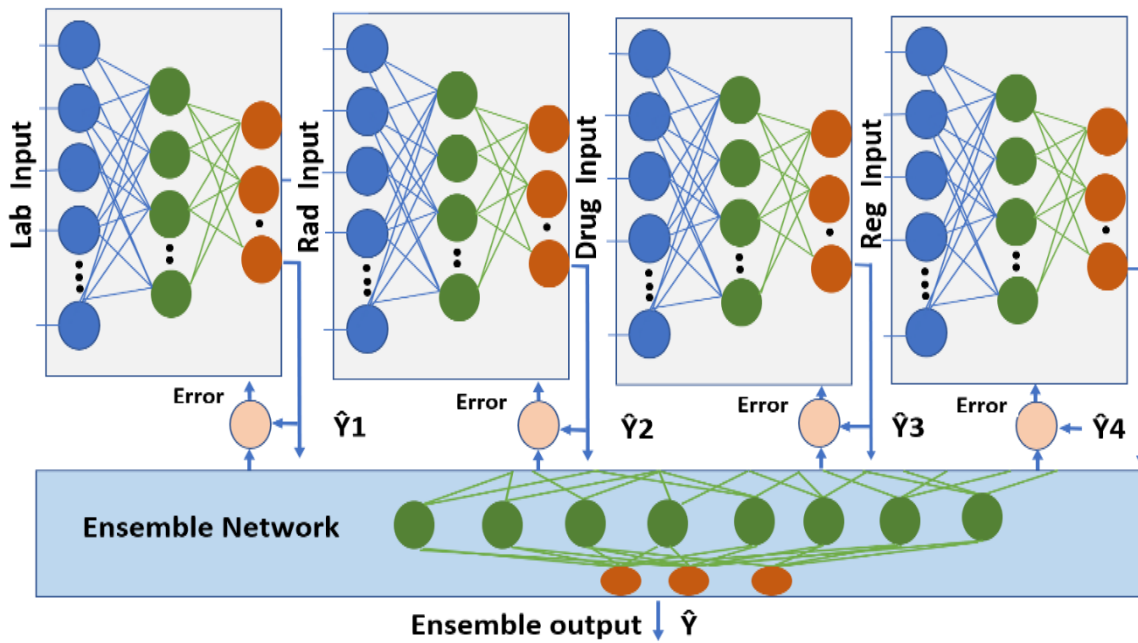 Lab Input
Rad Input
Drug Input
Reg Input
Error
Ŷ1
Error
Ŷ2
Error
Ŷ3
Error
Ŷ4
Ensemble Network
Ensemble output Ŷ